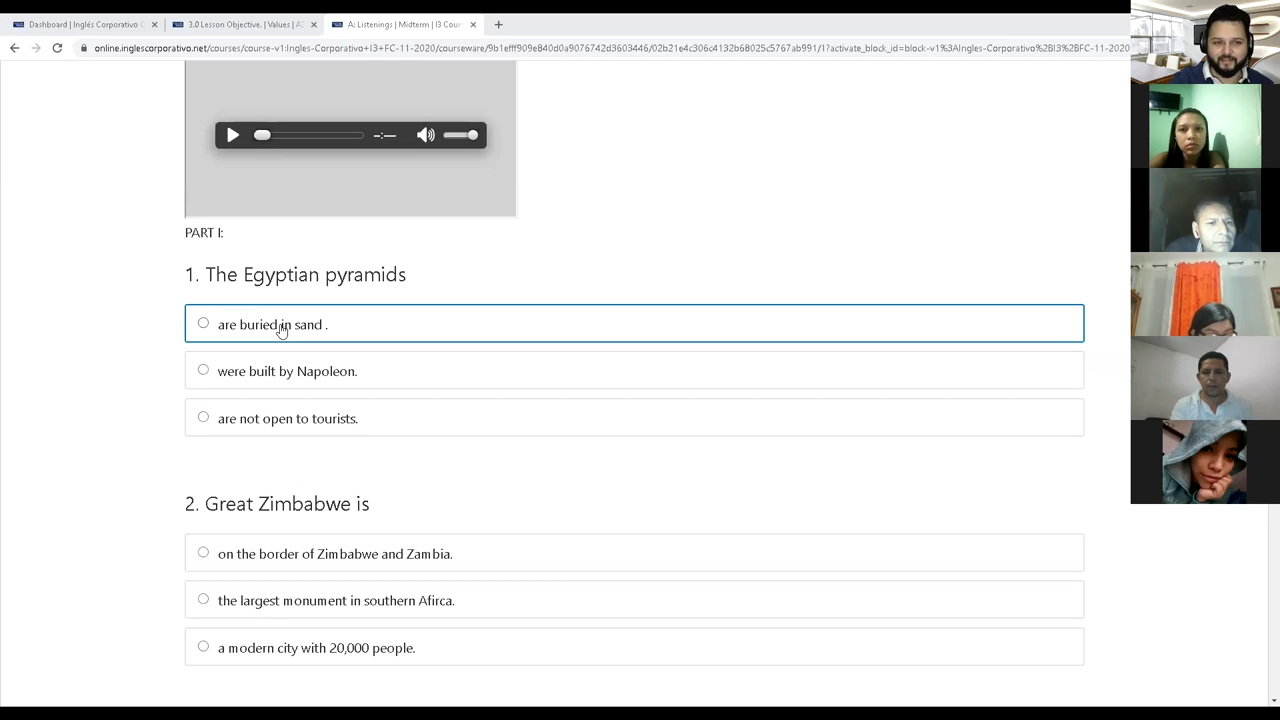 Dashboard | Inglés Corporativo
3.0 Lesson Objective. | Values |
A: Listenings | Midterm | I3 Cour
online.inglescorporativo.net/courses/course-v1:Ingles-Corporativo+I3+FC-11-2020/courseware/9b1efff909e840d0a9076742d3603446/02b21e4c306c4132b68025c5767ab991/1?activate_block_id=block-v1%3AIngles-Corporativo%2BI3%2BFC-11-2020
PART I:
1. The Egyptian pyramids
are buried in sand .
were built by Napoleon.
are not open to tourists.
2. Great Zimbabwe is
on the border of Zimbabwe and Zambia.
the largest monument in southern Afirca.
a modern city with 20,000 people.